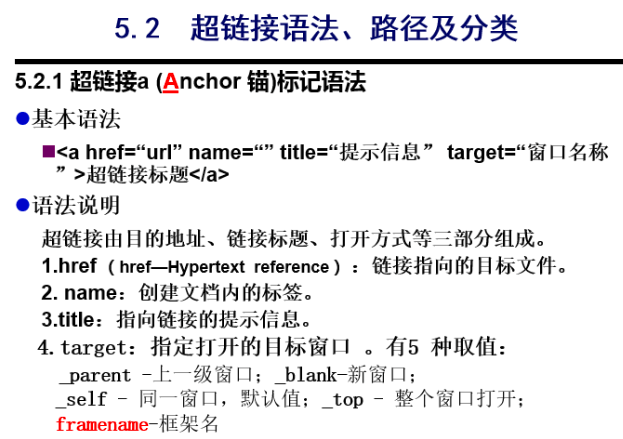 5.2 超链接语法、路径及分类
5.2.1 超链接a (Anchor 锚)标记语法
基本语法
<a href=“url” name=“” title=“提示信息” target=“窗口名称
”>超链接标题</a>
语法说明
超链接由目的地址、链接标题、打开方式等三部分组成。
1.href（href—Hypertext reference）：链接指向的目标文件。
2. name：创建文档内的标签。
3.title：指向链接的提示信息。
4. target：指定打开的目标窗口 。有5 种取值：
_parent -上一级窗口；_blank-新窗口；
_self - 同一窗口，默认值；_top - 整个窗口打开；
framename-框架名